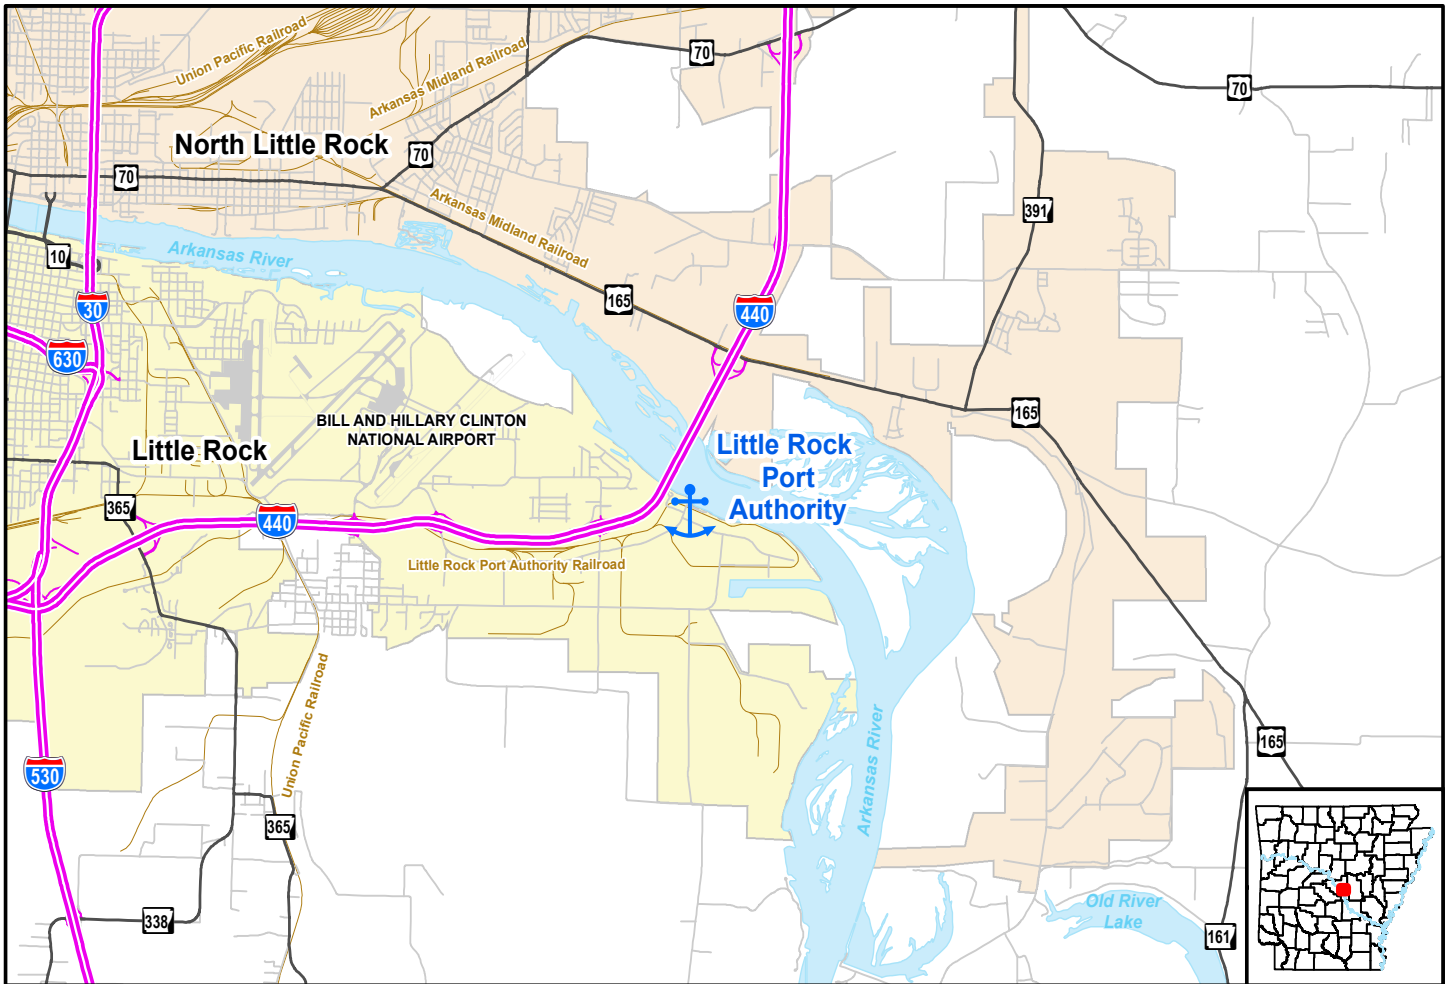 Union Pacific Railroad
Arkansas Midland Railroad
70
70
North Little Rock
70
70
Arkansas Midland Railroad
391
10
Arkansas River
30
165
440
630
BILL AND HILLARY CLINTON
NATIONAL AIRPORT
165
Little Rock
Little Rock
Port
Authority
365
440
Little Rock Port Authority Railroad
Union Pacific Railroad
Arkansas River
165
530
365
338
Old River
Lake
161